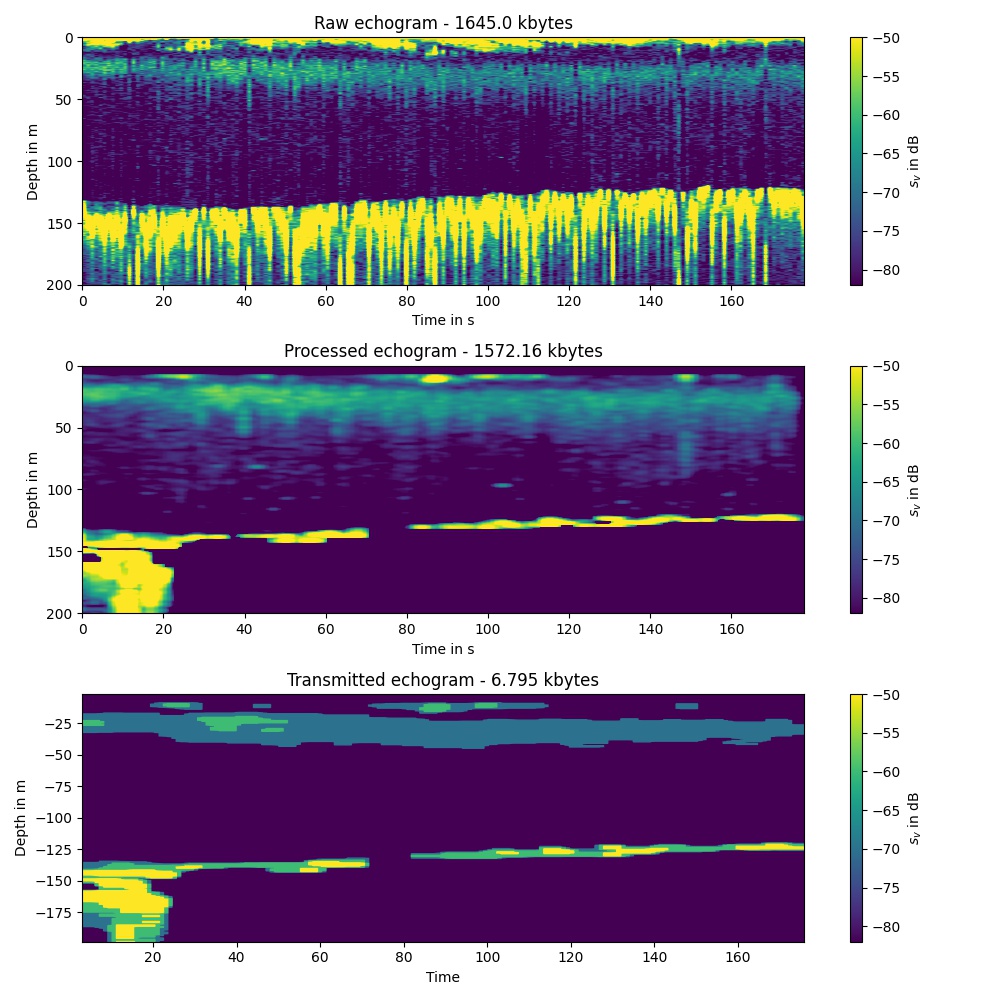 Raw echogram - 1645.0 kbytes
0
50
100
150
200
Depth in m
0 20 40 60 80 100 120 140 160
Time in s
−50
−55
−60
−65
−70
−75
−80
sv in dB
Processed echogram - 1572.16 kbytes
0
50
100
150
200
Depth in m
0 20 40 60 80 100 120 140 160
Time in s
−50
−55
−60
−65
−70
−75
−80
sv in dB
Transmitted echogram - 6.795 kbytes
−25
−50
−75
−100
−125
−150
−175
Depth in m
20 40 60 80 100 120 140 160
Time
−50
−55
−60
−65
−70
−75
−80
sv in dB